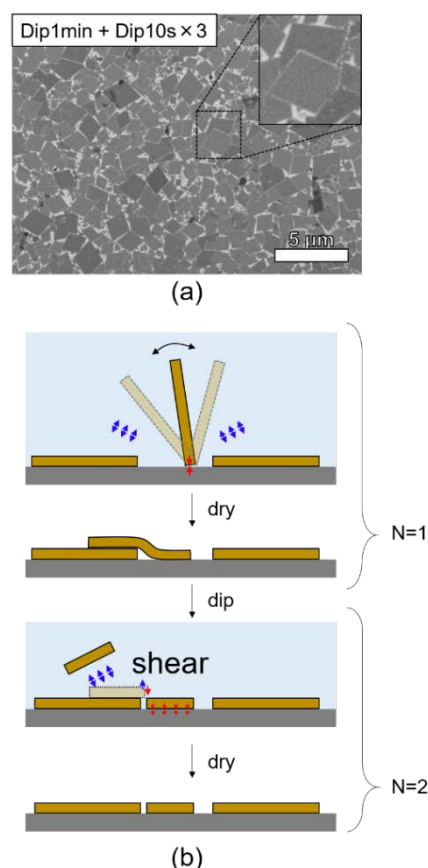 Dip1min + Dip10s×3
5 μm
(a)
dry
N=1
dip
shear
dry
N=2
(b)